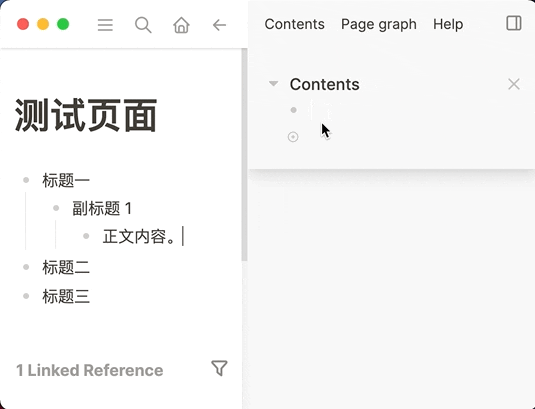 Contents Page graph Help
测试页面
标题一
副标题 1
正文内容。
标题二
标题三
1 Linked Reference
Contents